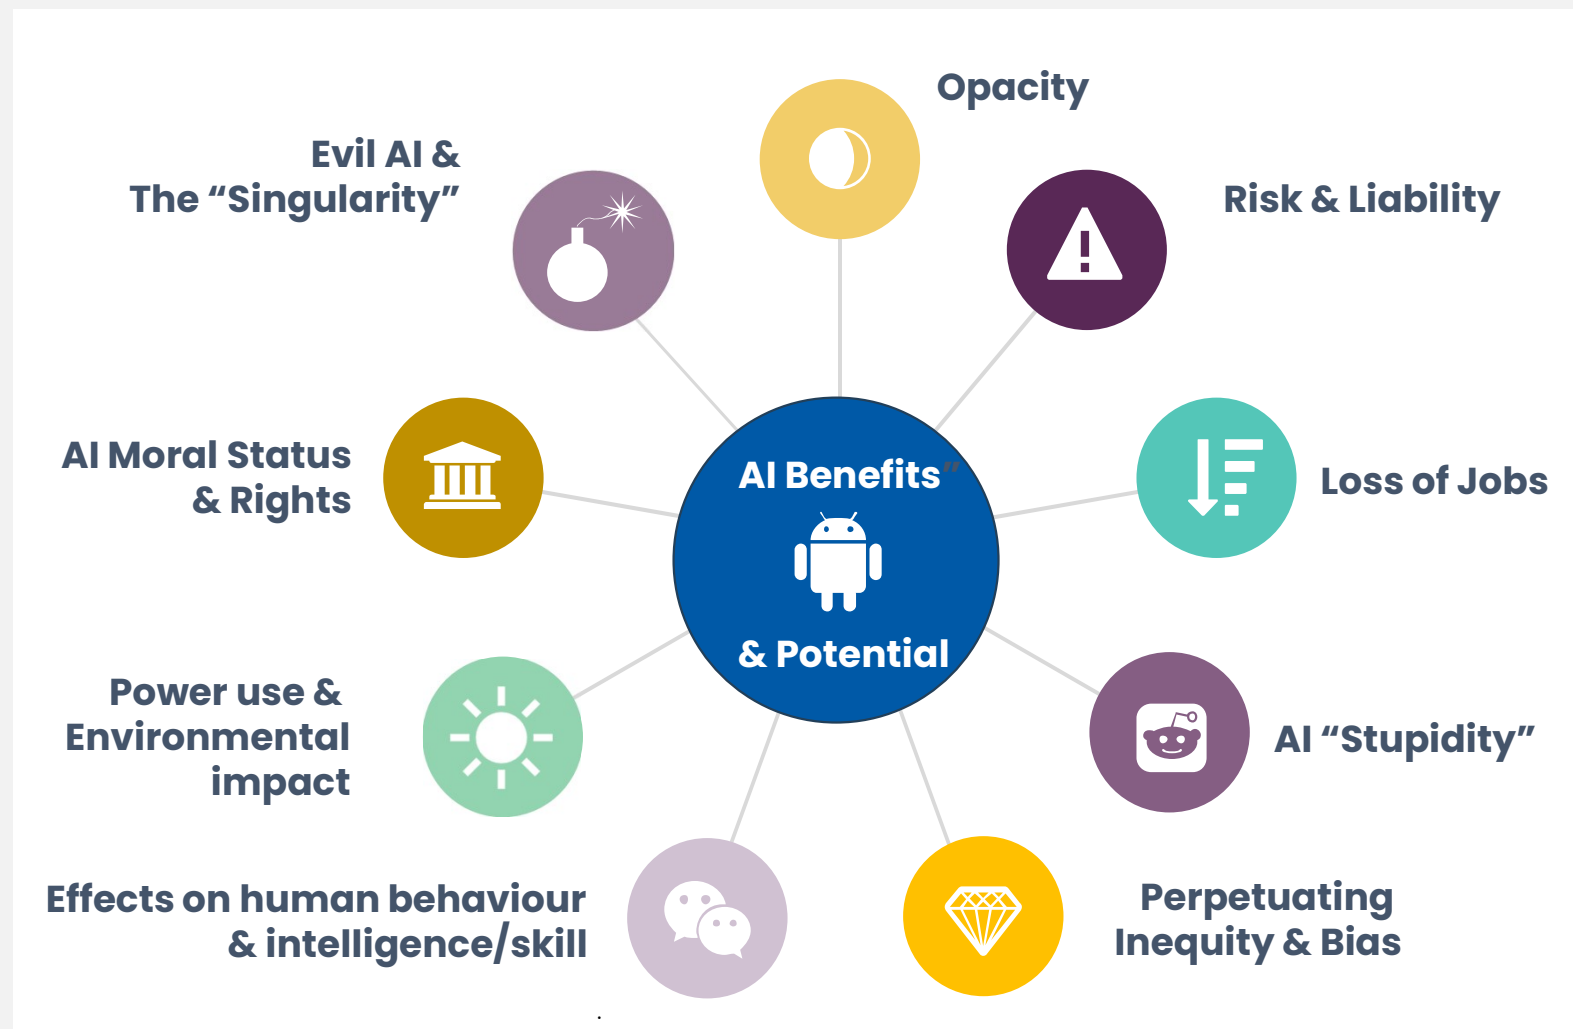 Opacity
Evil AI &
The “Singularity”
Risk & Liability
AI Moral Status
& Rights
AI Benefits”
& Potential
Loss of Jobs
Power use &
Environmental
impact
AI “Stupidity”
Effects on human behaviour
& intelligence/skill
Perpetuating
Inequity & Bias
.